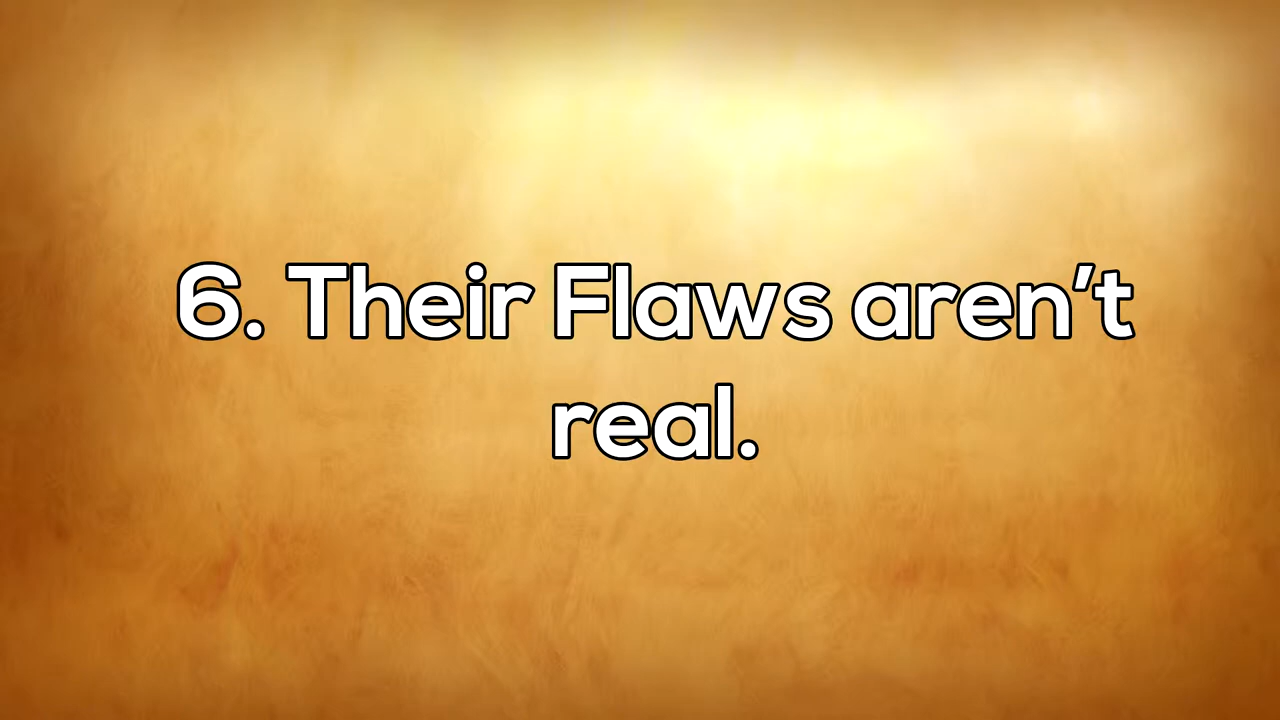 6. Their Flaws aren’t
real.